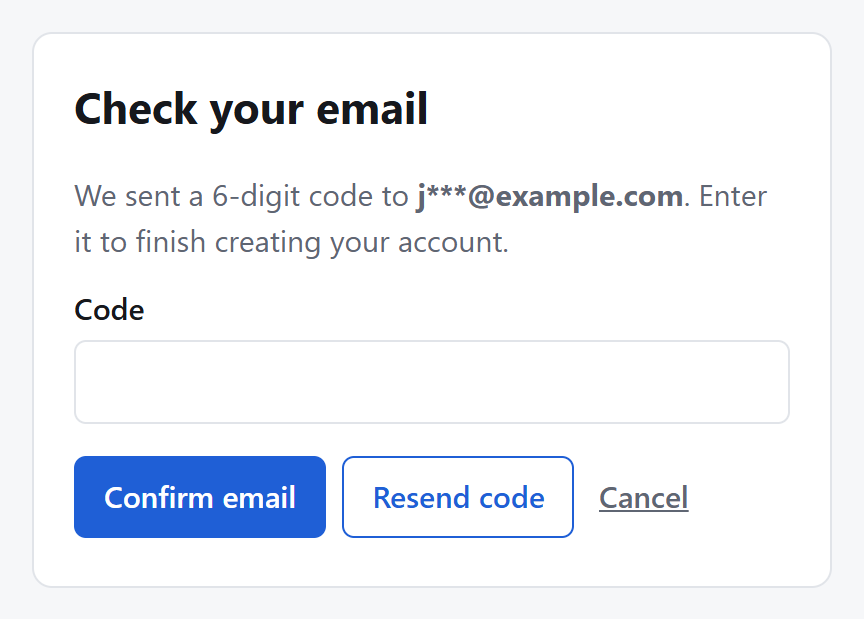 Check your email
We sent a 6-digit code to j***@example.com. Enter
it to finish creating your account.
Code
Confirm email
Resend code
Cancel